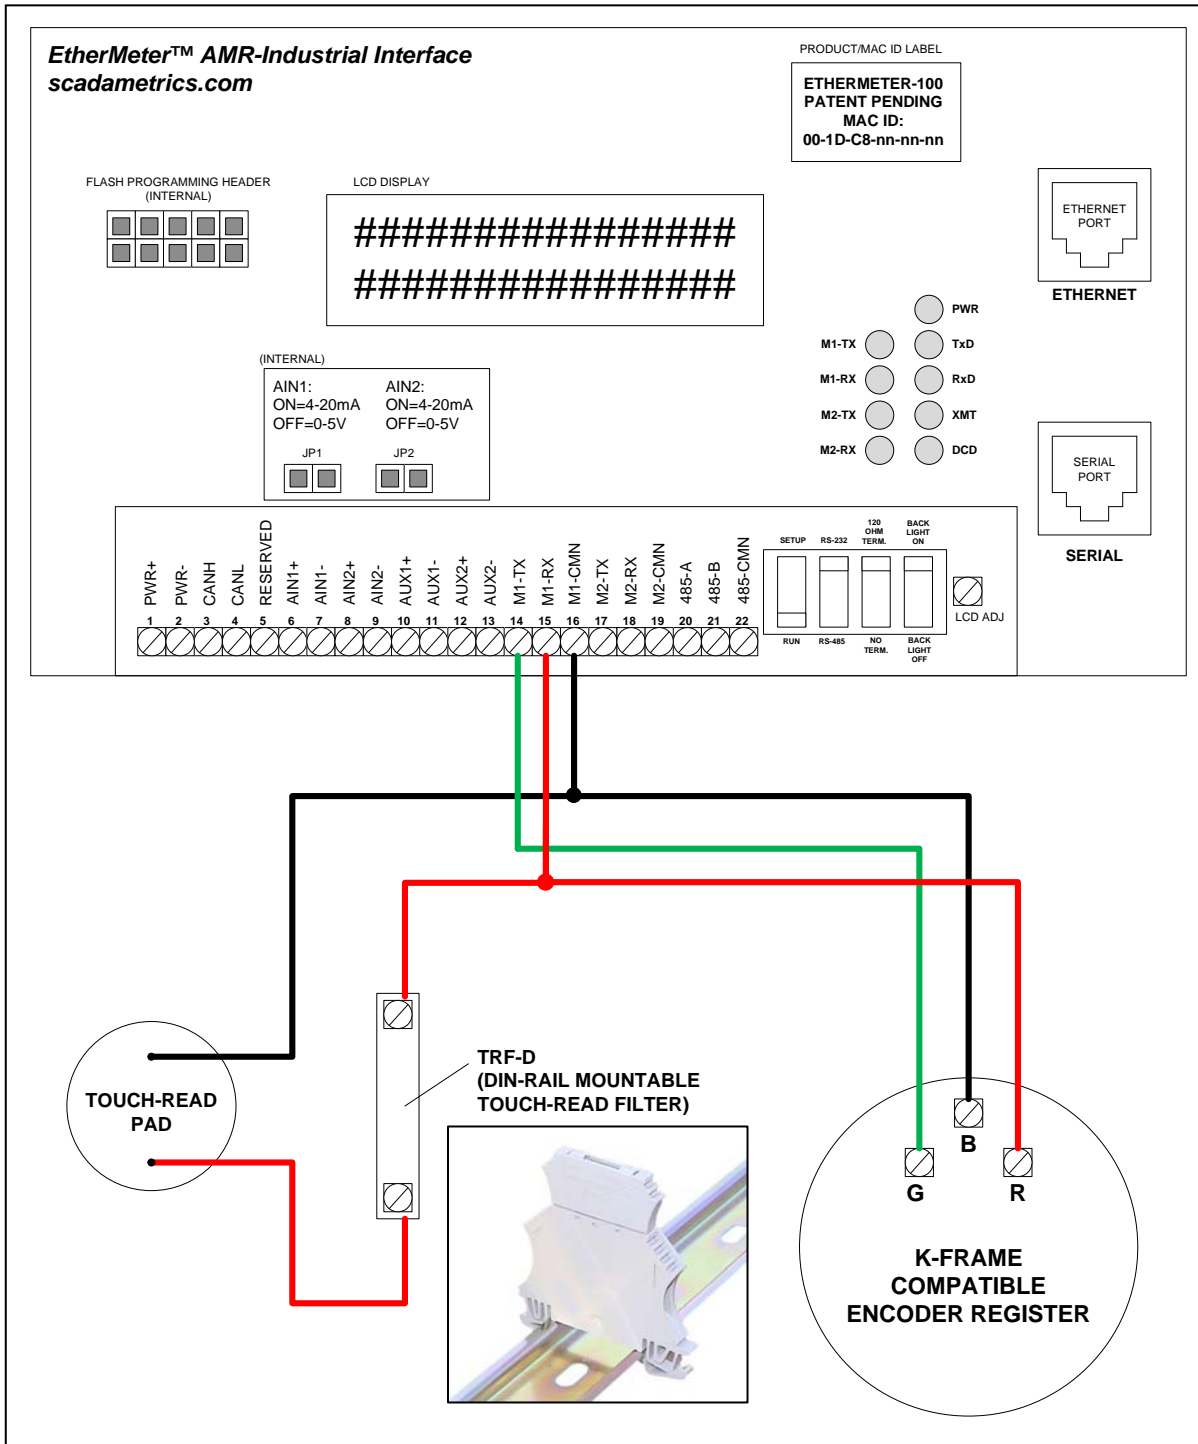 EtherMeter™ AMR-Industrial Interface
scadametrics.com
PRODUCT/MAC ID LABEL
ETHERMETER-100
PATENT PENDING
MAC ID:
00-1D-C8-nn-nn-nn
FLASH PROGRAMMING HEADER
(INTERNAL)
LCD DISPLAY
################
################
ETHERNET
PORT
ETHERNET
PWR
M1-TX
TxD
M1-RX
RxD
M2-TX
XMT
M2-RX
DCD
(INTERNAL)
AIN1:
ON=4-20mA
OFF=0-5V
JP1
AIN2:
ON=4-20mA
OFF=0-5V
JP2
SERIAL
PORT
SERIAL
PWR+
PWR-
CANH
CANL
RESERVED
AIN1+
AIN1-
AIN2+
AIN2-
AUX1+
AUX1-
AUX2+
AUX2-
M1-TX
M1-RX
M1-CMN
M2-TX
M2-RX
M2-CMN
485-A
485-B
485-CMN
1 2 3 4 5 6 7 8 9 10 11 12 13 14 15 16 17 18 19 20 21 22
SETUP
RS-232
120
OHM
TERM.
BACK
LIGHT
ON
RUN
RS-485
NO
TERM.
BACK
LIGHT
OFF
LCD ADJ
TOUCH-READ
PAD
TRF-D
(DIN-RAIL MOUNTABLE
TOUCH-READ FILTER)
B
G
R
K-FRAME
COMPATIBLE
ENCODER REGISTER